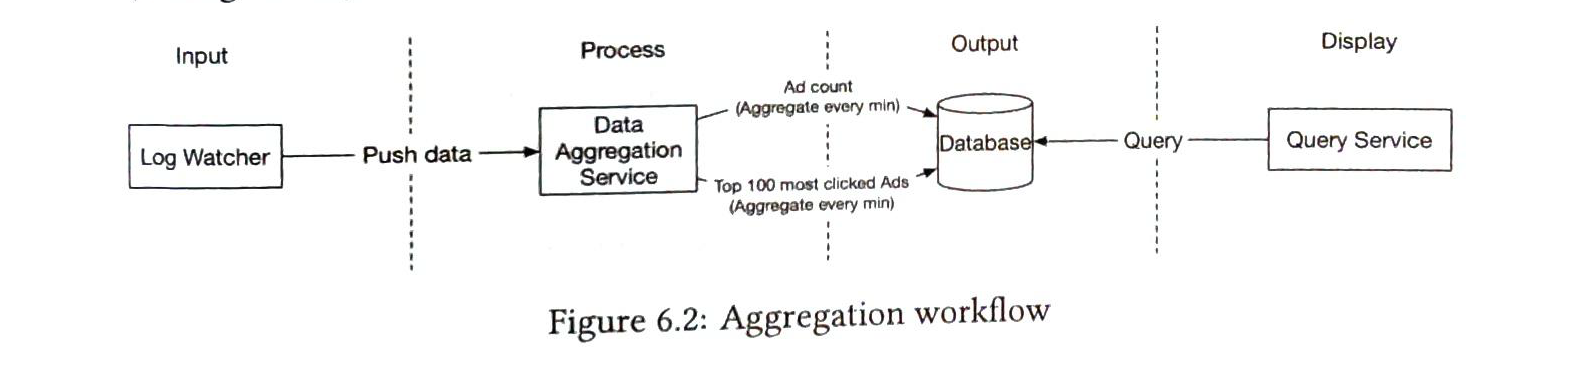 Input
Process
Output
Display
Log Watcher
Push data
Data
Aggregation
Service
Ad count
(Aggregate every min)
Top 100 most clicked Ads
(Aggregate every min)
Database
Query
Query Service
Figure 6.2: Aggregation workflow